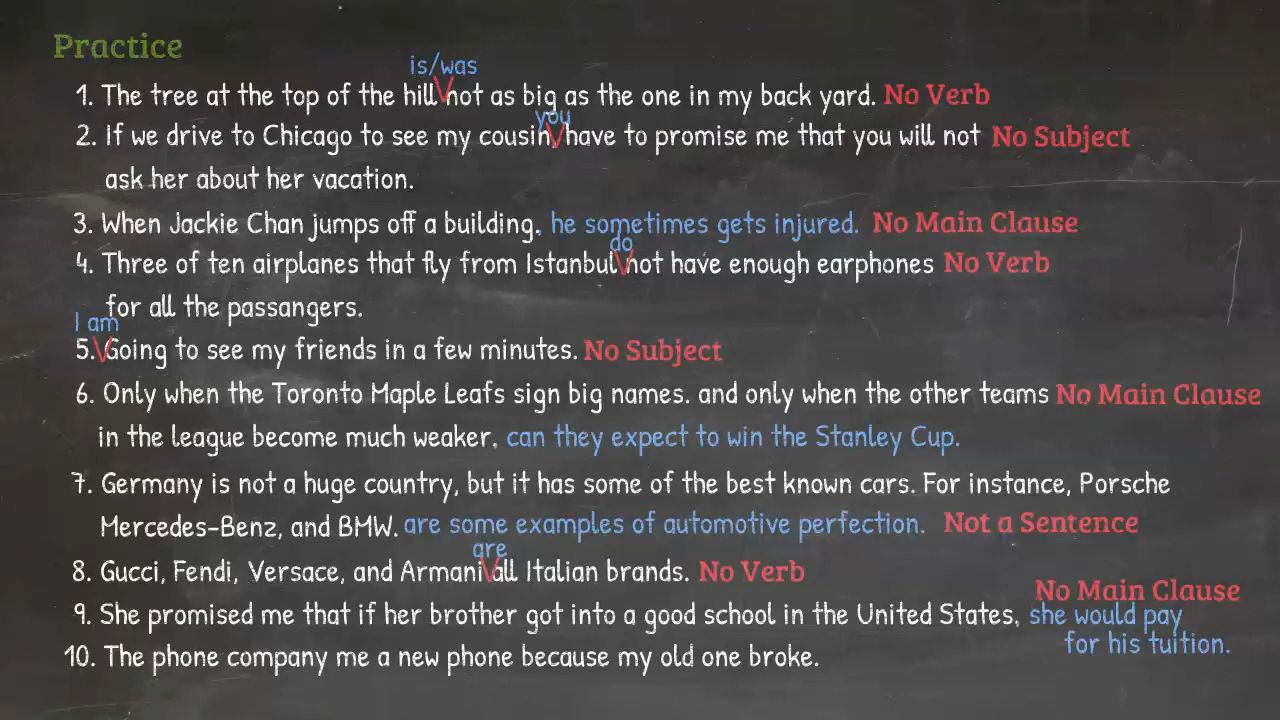 Practice
is/was
1. The tree at the top of the hill V not as big as the one in my back yard. No Verb
you
2. If we drive to Chicago to see my cousin V have to promise me that you will not No Subject
ask her about her vacation.
3. When Jackie Chan jumps off a building, he sometimes gets injured. No Main Clause
do
4. Three of ten airplanes that fly from Istanbul V not have enough earphones No Verb
for all the passangers.
I am
5. V Going to see my friends in a few minutes. No Subject
6. Only when the Toronto Maple Leafs sign big names. and only when the other teams No Main Clause
in the league become much weaker, can they expect to win the Stanley Cup.
7. Germany is not a huge country, but it has some of the best known cars. For instance, Porsche
Mercedes-Benz, and BMW. are some examples of automotive perfection. Not a Sentence
are
8. Gucci, Fendi, Versace, and Armani V all Italian brands. No Verb
No Main Clause
9. She promised me that if her brother got into a good school in the United States, she would pay
for his tuition.
10. The phone company me a new phone because my old one broke.